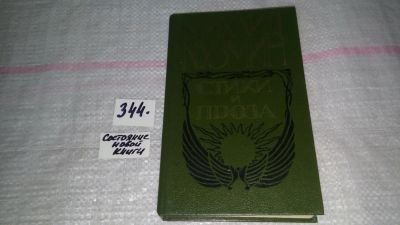 344.
Состояние
новой
книги
СТИХИ
И
ПРОЗА